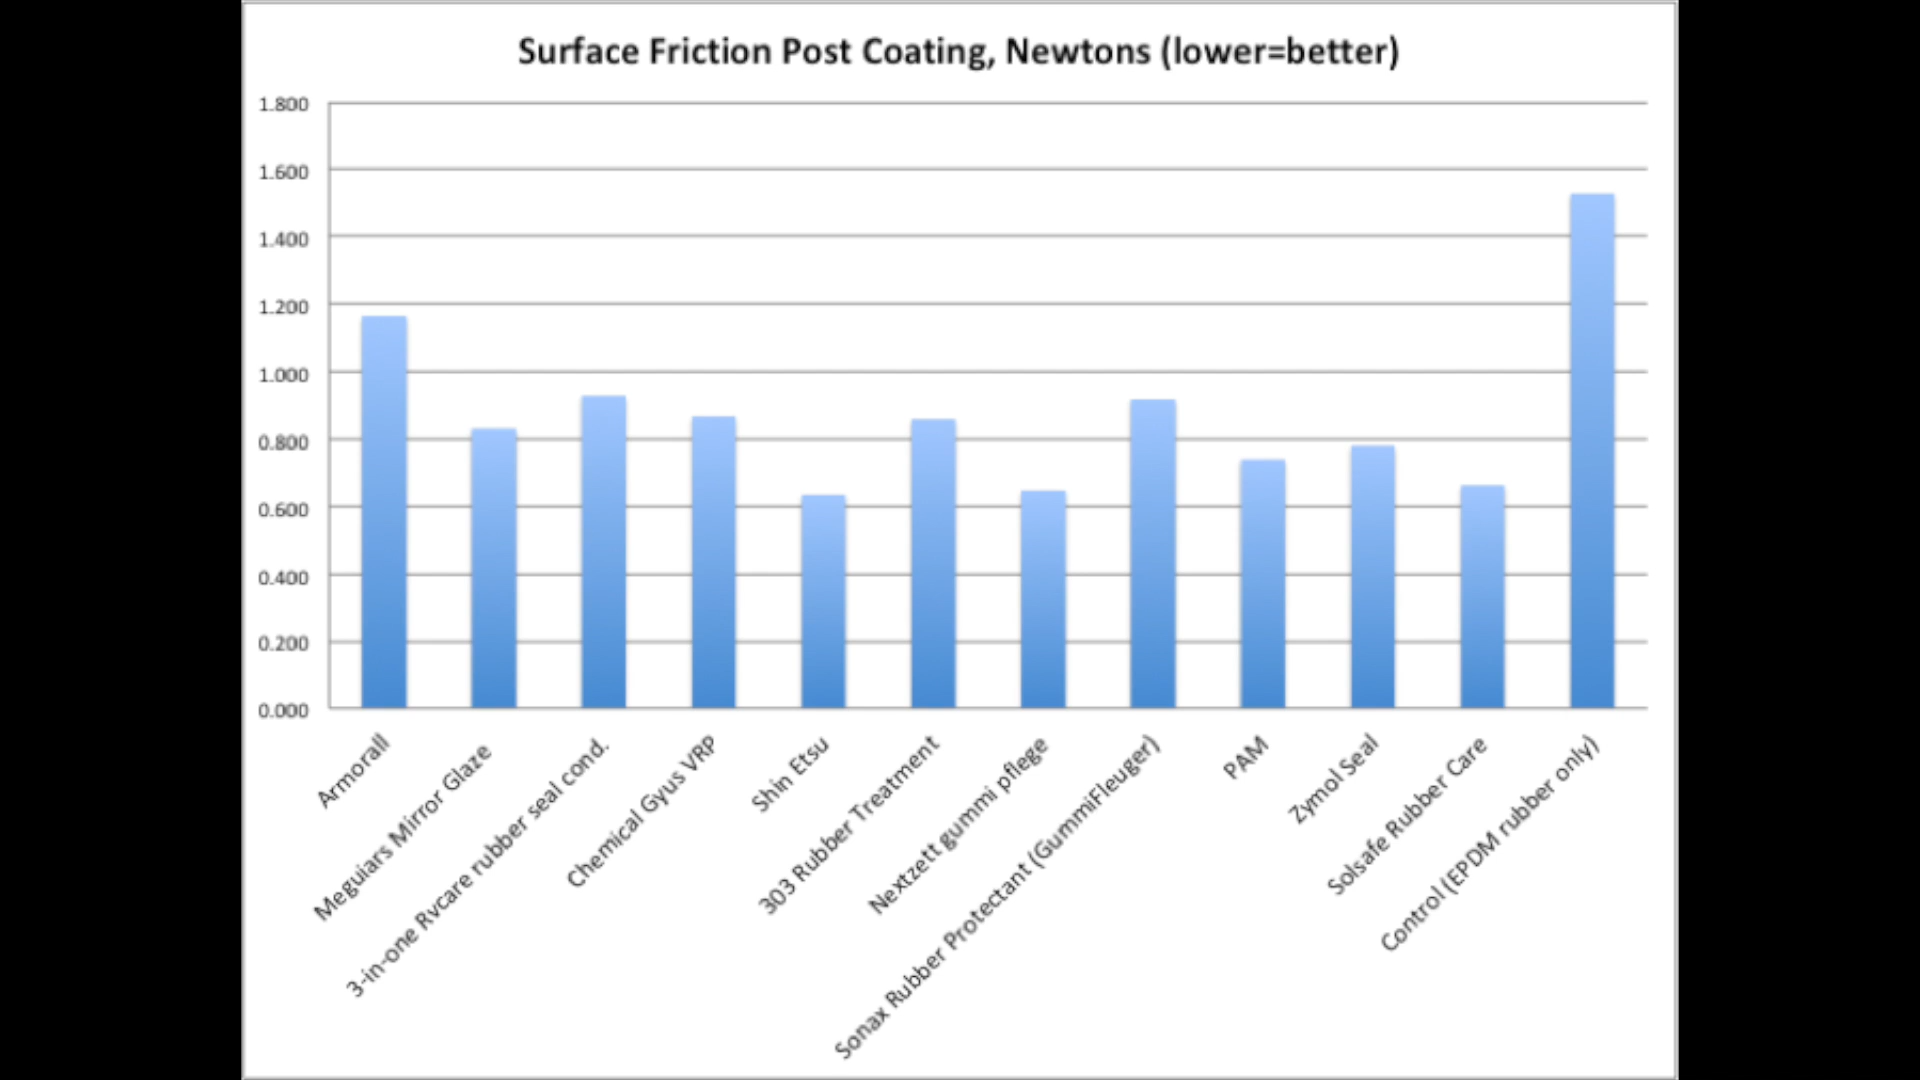 Surface Friction Post Coating, Newtons (lower=better)
1.800
1.600
1.400
1.200
1.000
0.800
0.600
0.400
0.200
0.000
Armorall
Meguiars Mirror Glaze
3-in-one Rvcare rubber seal cond.
Chemical Gyus VRP
Shin Etsu
303 Rubber Treatment
Nextzett gummi pflege
Sonax Rubber Protectant (GummiFleuger)
PAM
Zymol Seal
Solsafe Rubber Care
Control (EPDM rubber only)